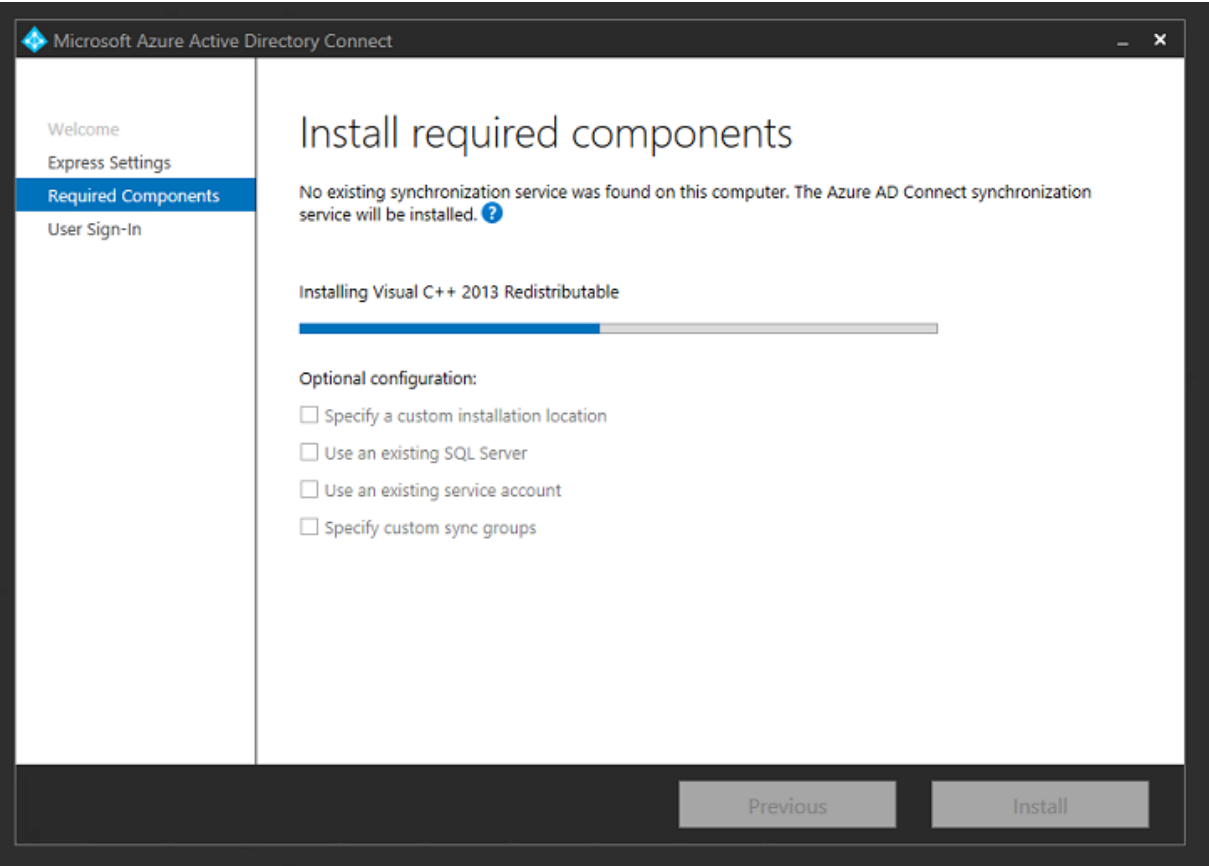 Microsoft Azure Active Directory Connect
Welcome
Express Settings
Required Components
User Sign-In
Install required components
No existing synchronization service was found on this computer. The Azure AD Connect synchronization
service will be installed. ?
Installing Visual C++ 2013 Redistributable
Optional configuration:
Specify a custom installation location
Use an existing SQL Server
Use an existing service account
Specify custom sync groups
Previous
Install